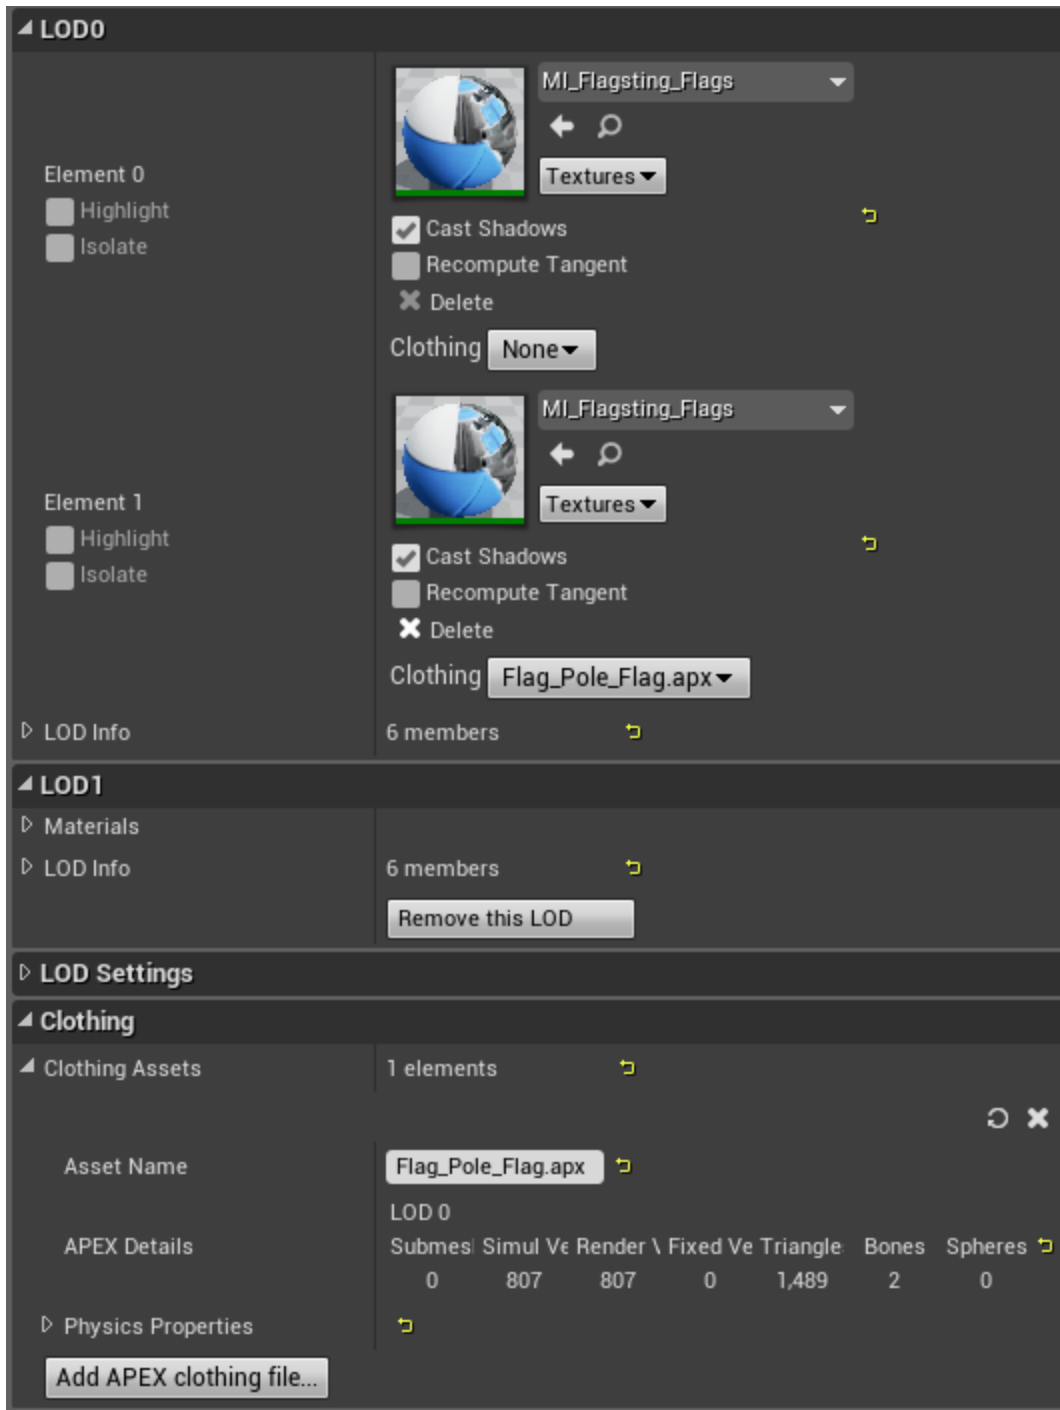 LOD0
MI_Flagsting_Flags
Textures
Element 0
Highlight
Isolate
Cast Shadows
Recompute Tangent
Delete
Clothing None
MI_Flagsting_Flags
Textures
Element 1
Highlight
Isolate
Cast Shadows
Recompute Tangent
Delete
Clothing Flag_Pole_Flag.apx
LOD Info 6 members
LOD1
Materials
LOD Info 6 members
Remove this LOD
LOD Settings
Clothing
Clothing Assets 1 elements
Asset Name Flag_Pole_Flag.apx
LOD 0
APEX Details Submes Simul Ve Render V Fixed Ve Triangle Bones Spheres
0 807 807 0 1,489 2 0
Physics Properties
Add APEX clothing file...